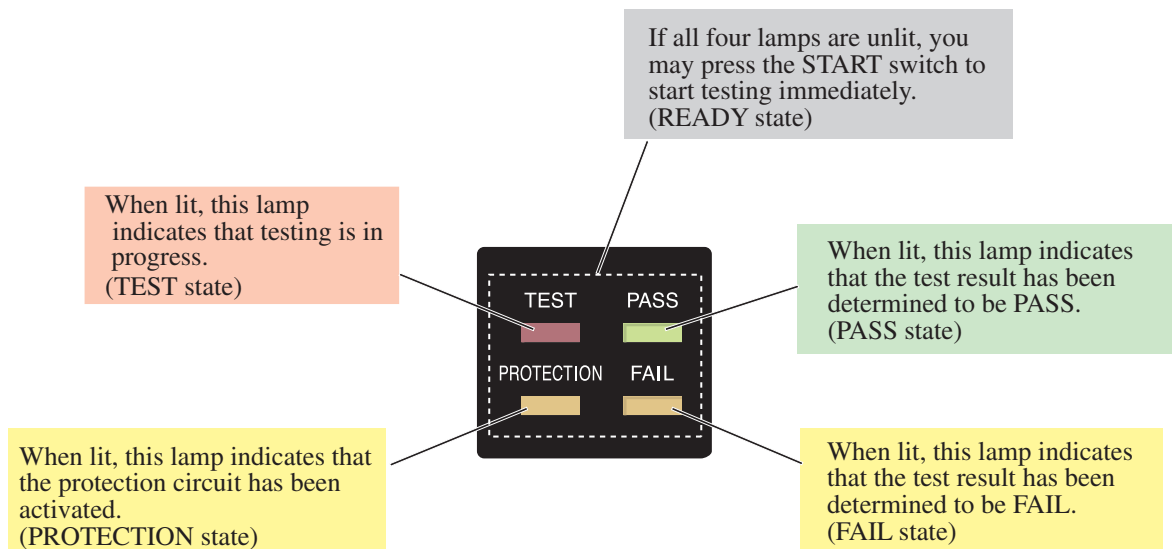 If all four lamps are unlit, you
may press the START switch to
start testing immediately.
(READY state)
When lit, this lamp
indicates that testing is in
progress.
(TEST state)
When lit, this lamp indicates
that the test result has been
determined to be PASS.
(PASS state)
TEST PASS
PROTECTION FAIL
When lit, this lamp indicates that
the protection circuit has been
activated.
(PROTECTION state)
When lit, this lamp indicates
that the test result has been
determined to be FAIL.
(FAIL state)